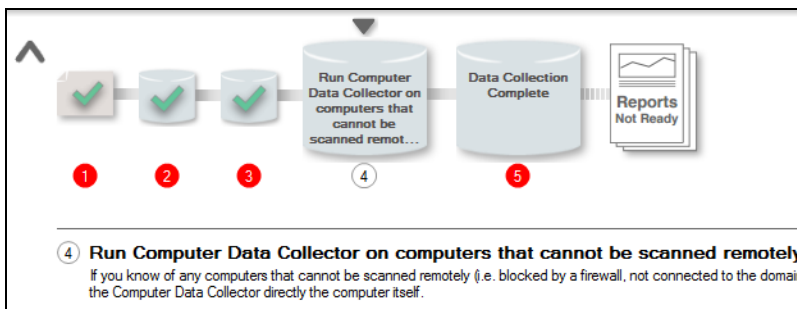 Run Computer
Data Collector on
computers that
cannot be
scanned remot...
Data Collection
Complete
Reports
Not Ready
1
2
3
4
5
4 Run Computer Data Collector on computers that cannot be scanned remotely
If you know of any computers that cannot be scanned remotely (i.e. blocked by a firewall, not connected to the domai
the Computer Data Collector directly the computer itself.